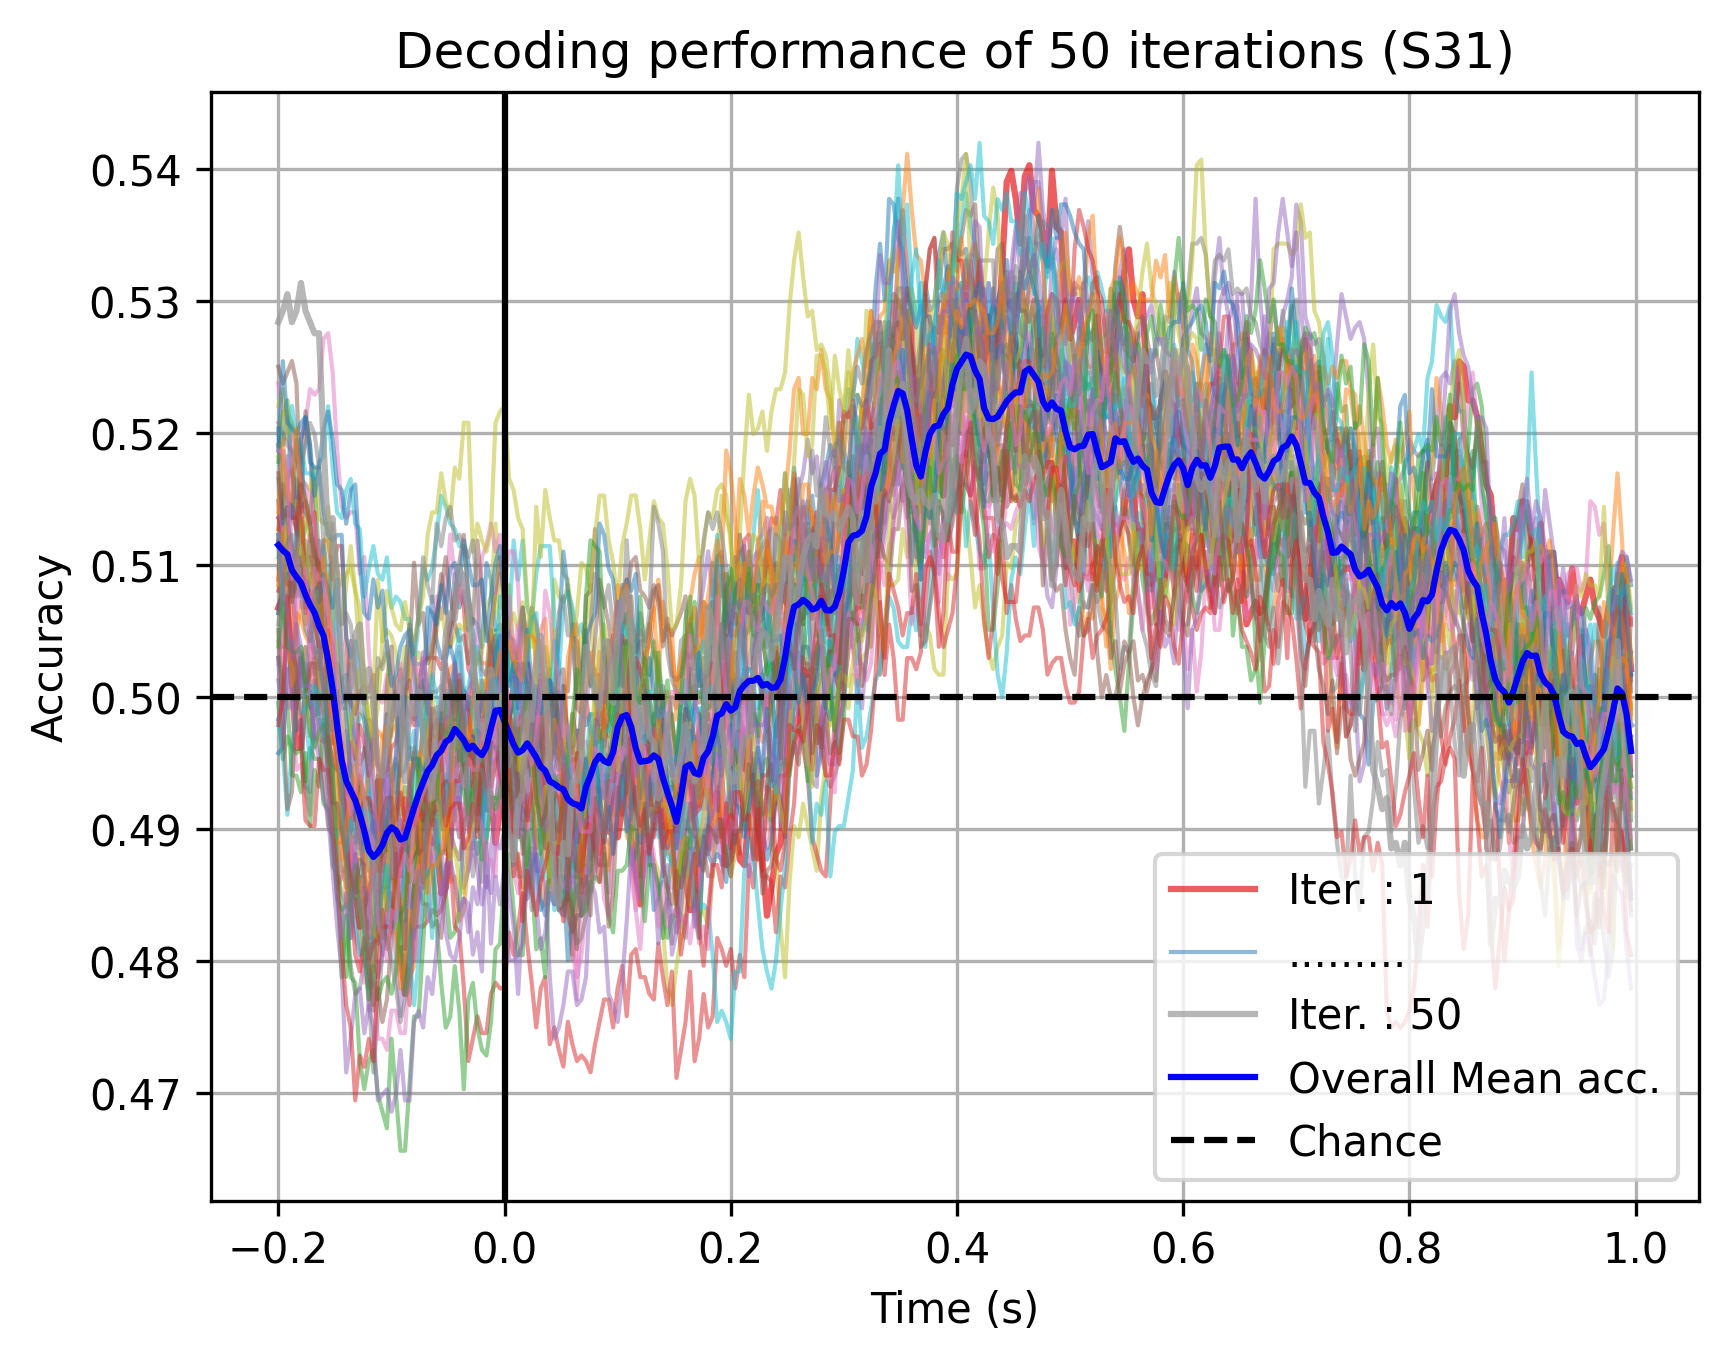 Decoding performance of 50 iterations (S31)
0.54
0.53
0.52
0.51
0.50
0.49
0.48
0.47
Accuracy
Iter. : 1
.........
Iter. : 50
Overall Mean acc.
Chance
−0.2 0.0 0.2 0.4 0.6 0.8 1.0
Time (s)